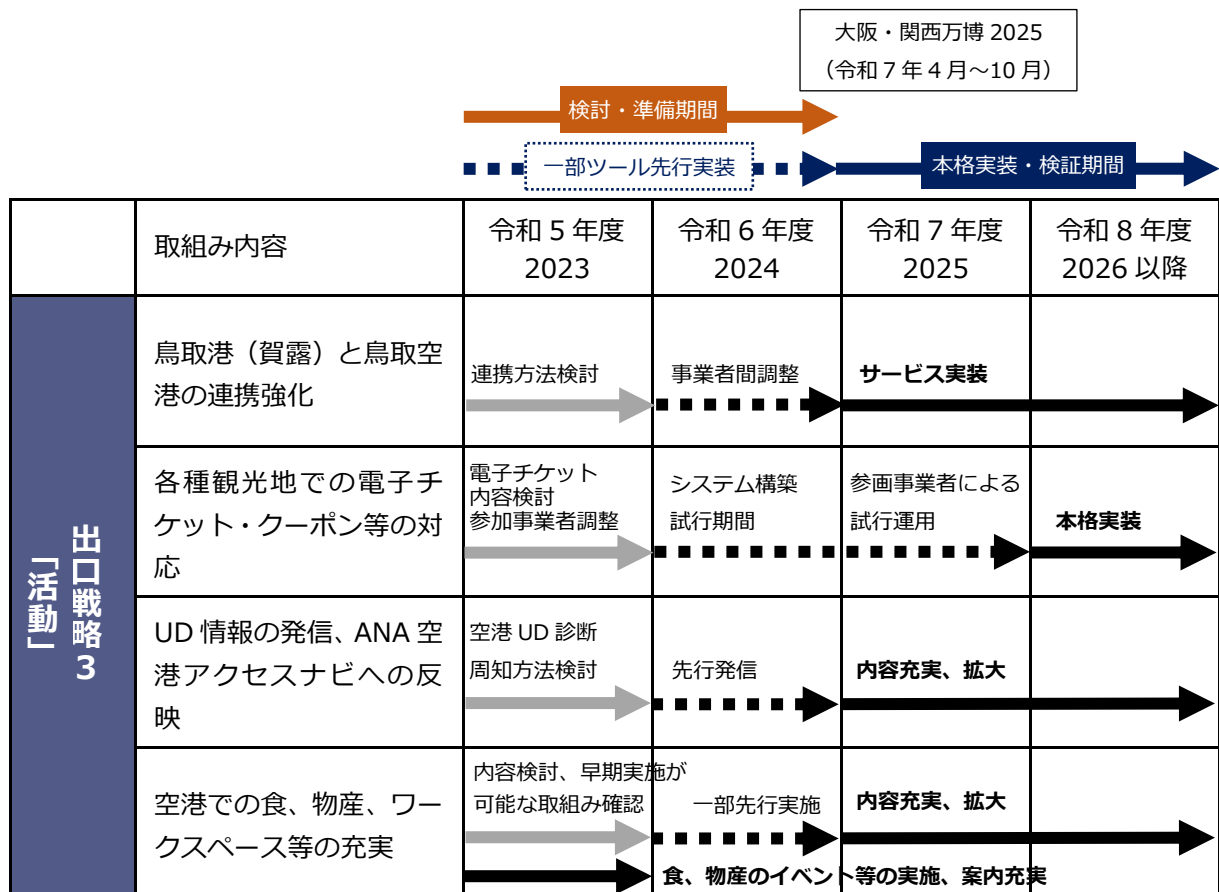 大阪・関西万博 2025
（令和 7 年 4 月～10 月）
検討・準備期間
一部ツール先行実装
本格実装・検証期間
取組み内容
令和 5 年度
2023
令和 6 年度
2024
令和 7 年度
2025
令和 8 年度
2026 以降
出口戦略３
「活動」
鳥取港（賀露）と鳥取空
港の連携強化
連携方法検討
事業者間調整
サービス実装
各種観光地での電子チ
ケット・クーポン等の対
応
電子チケット
内容検討
参加事業者調整
システム構築
試行期間
参画事業者による
試行運用
本格実装
UD 情報の発信、ANA 空
港アクセスナビへの反
映
空港 UD 診断
周知方法検討
先行発信
内容充実、拡大
空港での食、物産、ワー
クスペース等の充実
内容検討、早期実施が
可能な取組み確認
一部先行実施
内容充実、拡大
食、物産のイベント等の実施、案内充実